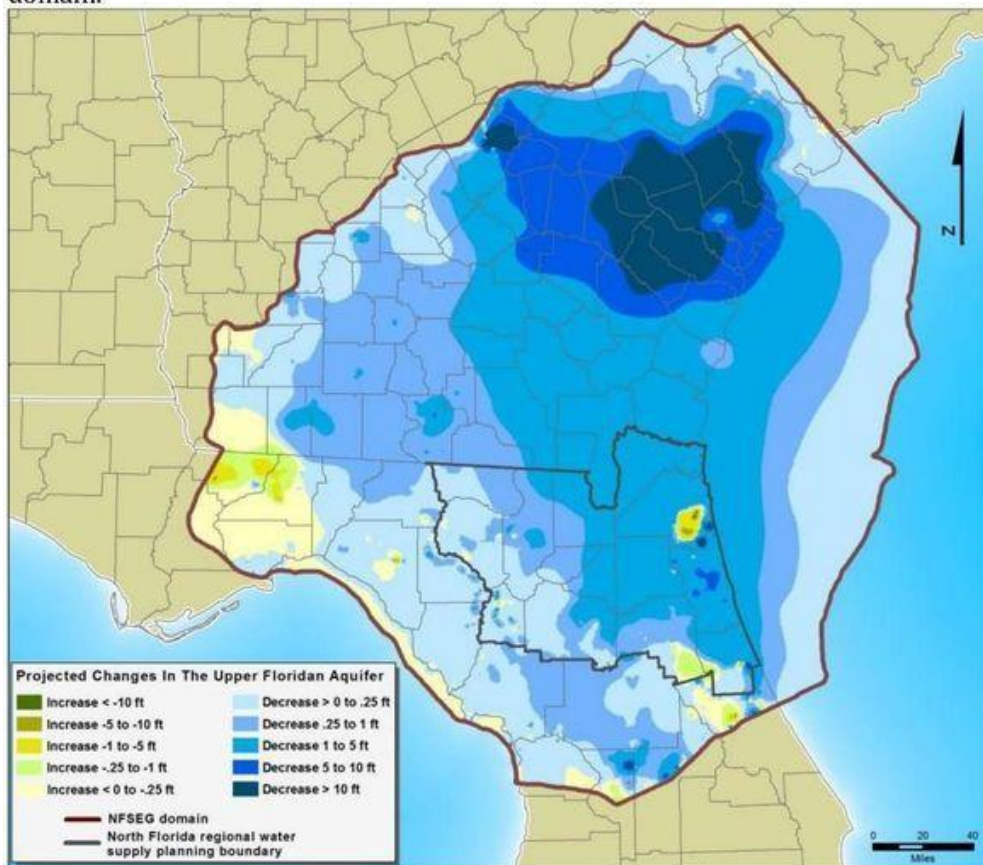 domain.
N
Projected Changes In The Upper Floridan Aquifer
Increase < -10 ft
Increase -5 to -10 ft
Increase -1 to -5 ft
Increase -.25 to -1 ft
Increase < 0 to -.25 ft
Decrease > 0 to .25 ft
Decrease .25 to 1 ft
Decrease 1 to 5 ft
Decrease 5 to 10 ft
Decrease > 10 ft
NFSEG domain
North Florida regional water
supply planning boundary
0 20 40
Miles